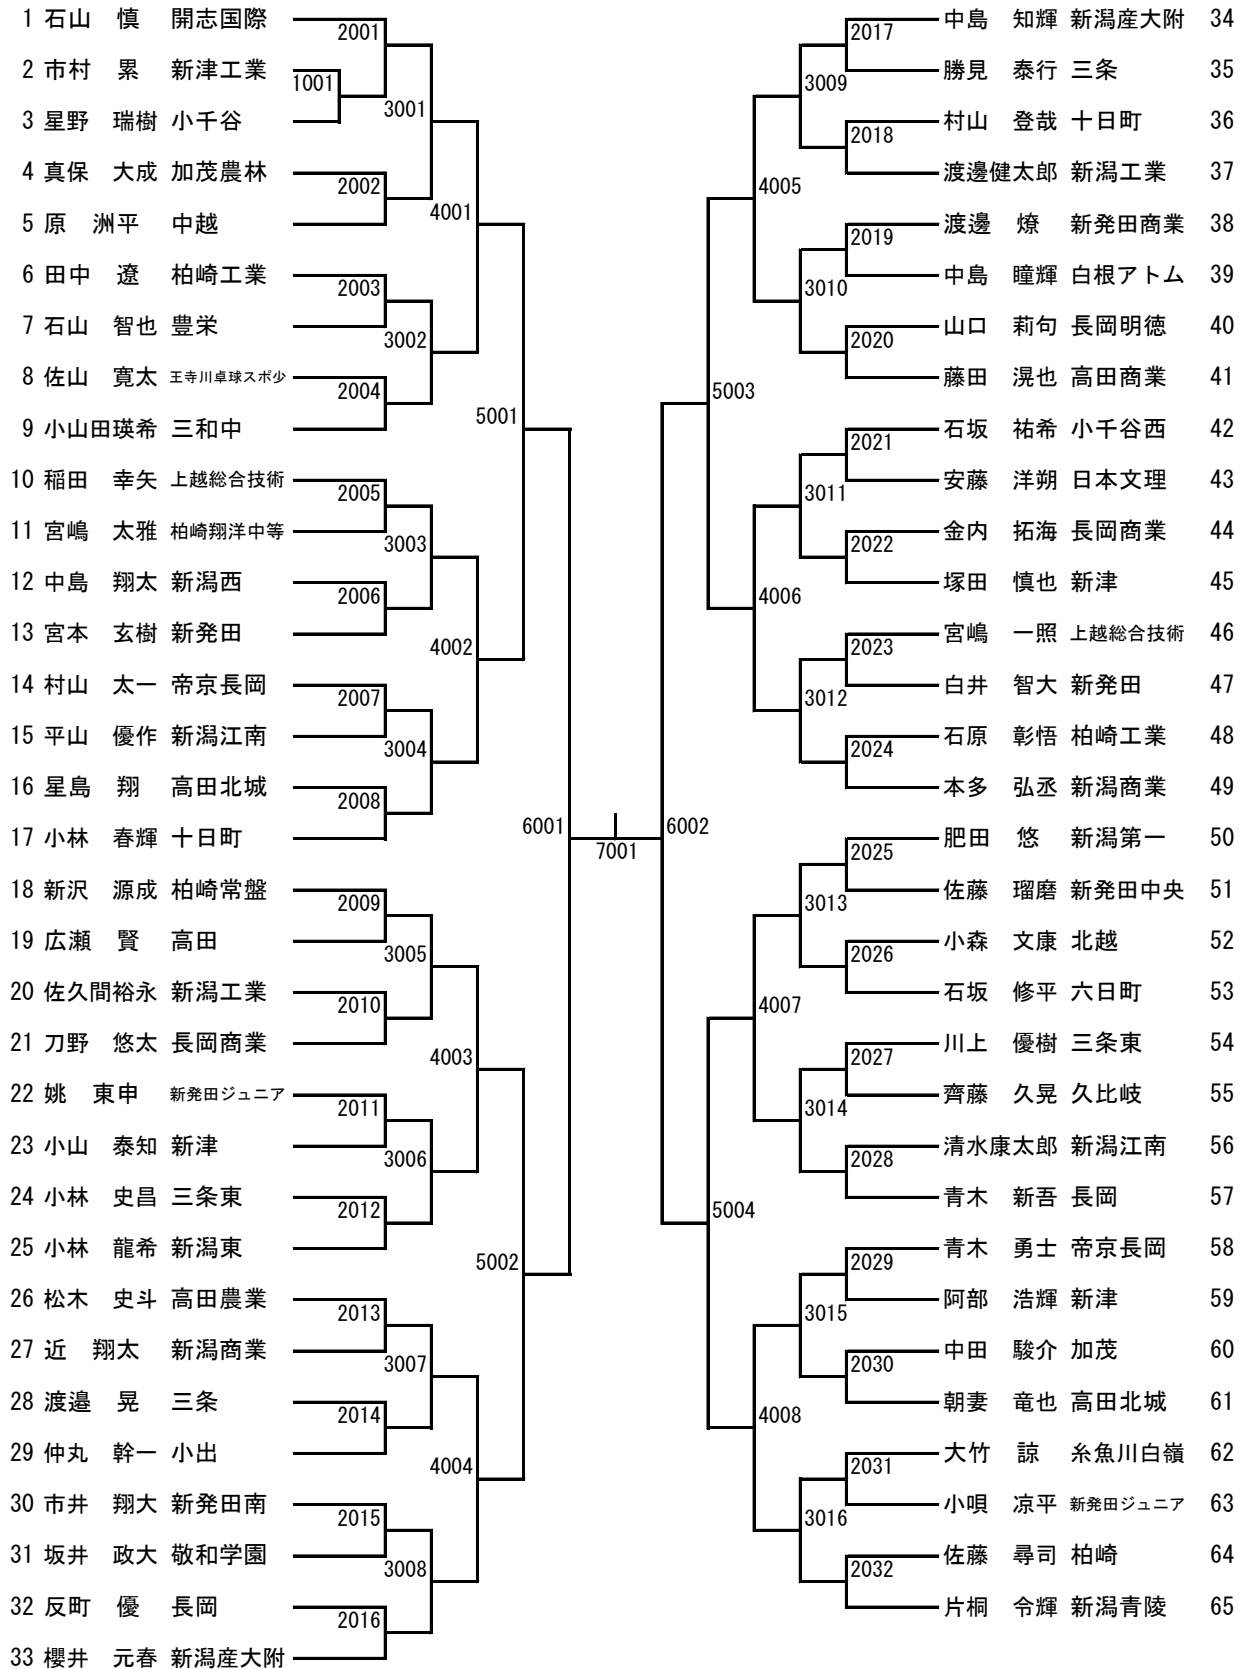 1 石山　慎　開志国際
2001
2 市村　累　新津工業
1001
3001
3 星野　瑞樹 小千谷
4 真保　大成 加茂農林
2002
4001
5 原　洲平　中越
6 田中　遼　柏崎工業
2003
7 石山　智也 豊栄
3002
8 佐山　寛太 王寺川卓球スポ少
2004
5001
9 小山田瑛希 三和中
10 稲田　幸矢 上越総合技術
2005
11 宮嶋　太雅 柏崎翔洋中等
3003
12 中島　翔太 新潟西
2006
13 宮本　玄樹 新発田
4002
14 村山　太一 帝京長岡
2007
15 平山　優作 新潟江南
3004
16 星島　翔　高田北城
2008
6001
17 小林　春輝 十日町
18 新沢　源成 柏崎常盤
2009
19 広瀬　賢　高田
3005
20 佐久間裕永 新潟工業
2010
21 刀野　悠太 長岡商業
4003
22 姚　東申　新発田ジュニア
2011
23 小山　泰知 新津
3006
24 小林　史昌 三条東
2012
25 小林　龍希 新潟東
5002
26 松木　史斗 高田農業
2013
27 近　翔太　新潟商業
3007
28 渡邉　晃　三条
2014
29 仲丸　幹一 小出
4004
30 市井　翔大 新発田南
2015
31 坂井　政大 敬和学園
3008
32 反町　優　長岡
2016
33 櫻井　元春 新潟産大附
7001
中島　知輝 新潟産大附 34
2017
勝見　泰行 三条 35
3009
村山　登哉 十日町 36
2018
渡邊健太郎 新潟工業 37
4005
渡邊　燎　新発田商業 38
2019
中島　瞳輝 白根アトム 39
3010
山口　莉句 長岡明徳 40
2020
藤田　滉也 高田商業 41
5003
石坂　祐希 小千谷西 42
2021
安藤　洋朔 日本文理 43
3011
金内　拓海 長岡商業 44
2022
塚田　慎也 新津 45
4006
宮嶋　一照 上越総合技術 46
2023
白井　智大 新発田 47
3012
石原　彰悟 柏崎工業 48
2024
本多　弘丞 新潟商業 49
6002
肥田　悠　新潟第一 50
2025
佐藤　瑠磨 新発田中央 51
3013
小森　文康 北越 52
2026
石坂　修平 六日町 53
4007
川上　優樹 三条東 54
2027
齊藤　久晃 久比岐 55
3014
清水康太郎 新潟江南 56
2028
青木　新吾 長岡 57
5004
青木　勇士 帝京長岡 58
2029
阿部　浩輝 新津 59
3015
中田　駿介 加茂 60
2030
朝妻　竜也 高田北城 61
4008
大竹　諒　糸魚川白嶺 62
2031
小唄　凉平 新発田ジュニア 63
3016
佐藤　尋司 柏崎 64
2032
片桐　令輝 新潟青陵 65